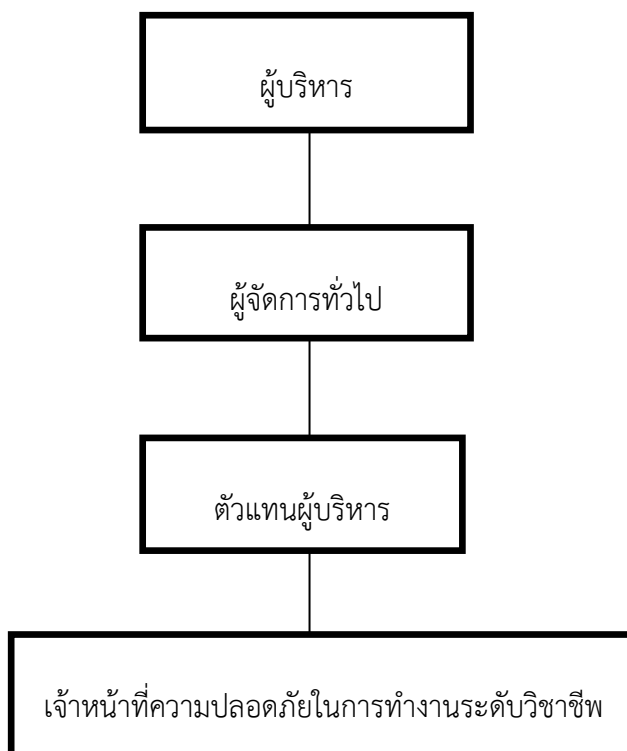 ผู้บริหาร
ผู้จัดการทั่วไป
ตัวแทนผู้บริหาร
เจ้าหน้าที่ความปลอดภัยในการทำงานระดับวิชาชีพ